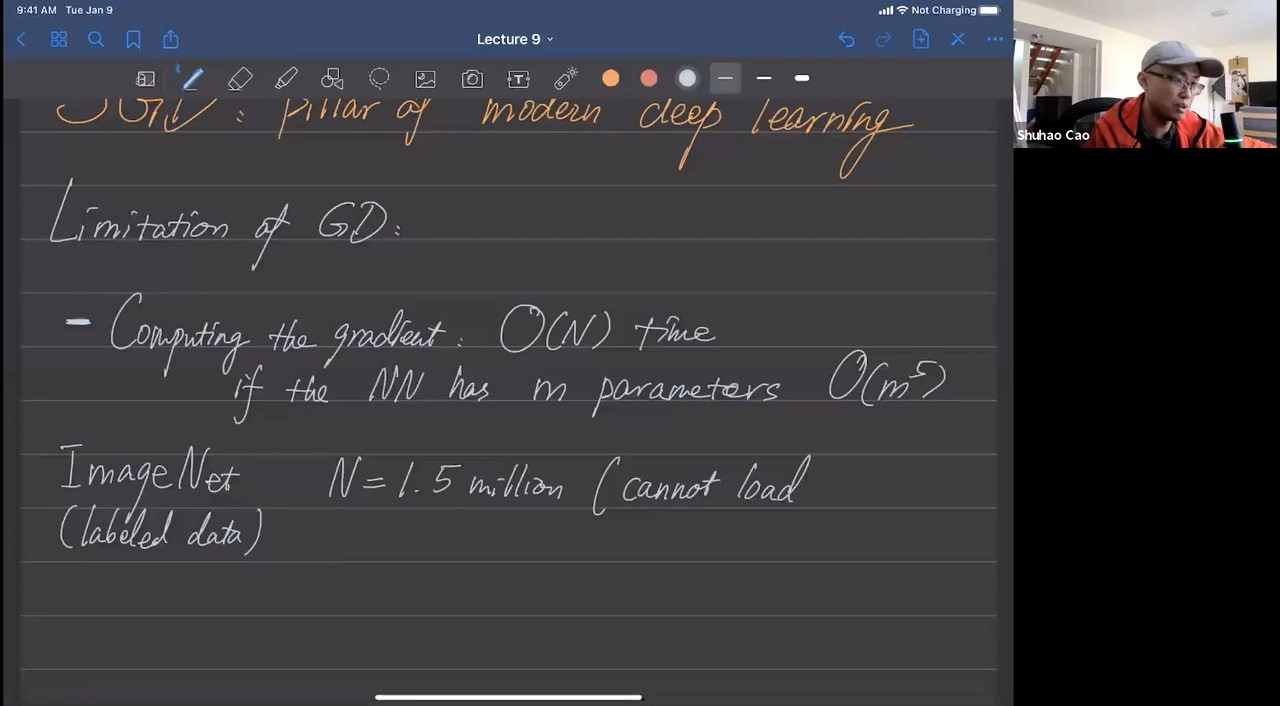 9:41 AM Tue Jan 9
Not Charging
Lecture 9
T
SGD : pillar of modern deep learning
Shuhao Cao
Limitation of GD:
- Computing the gradient : O(N) time
if the NN has m parameters O(m^5)
ImageNet N = 1.5 million (cannot load
(labeled data)